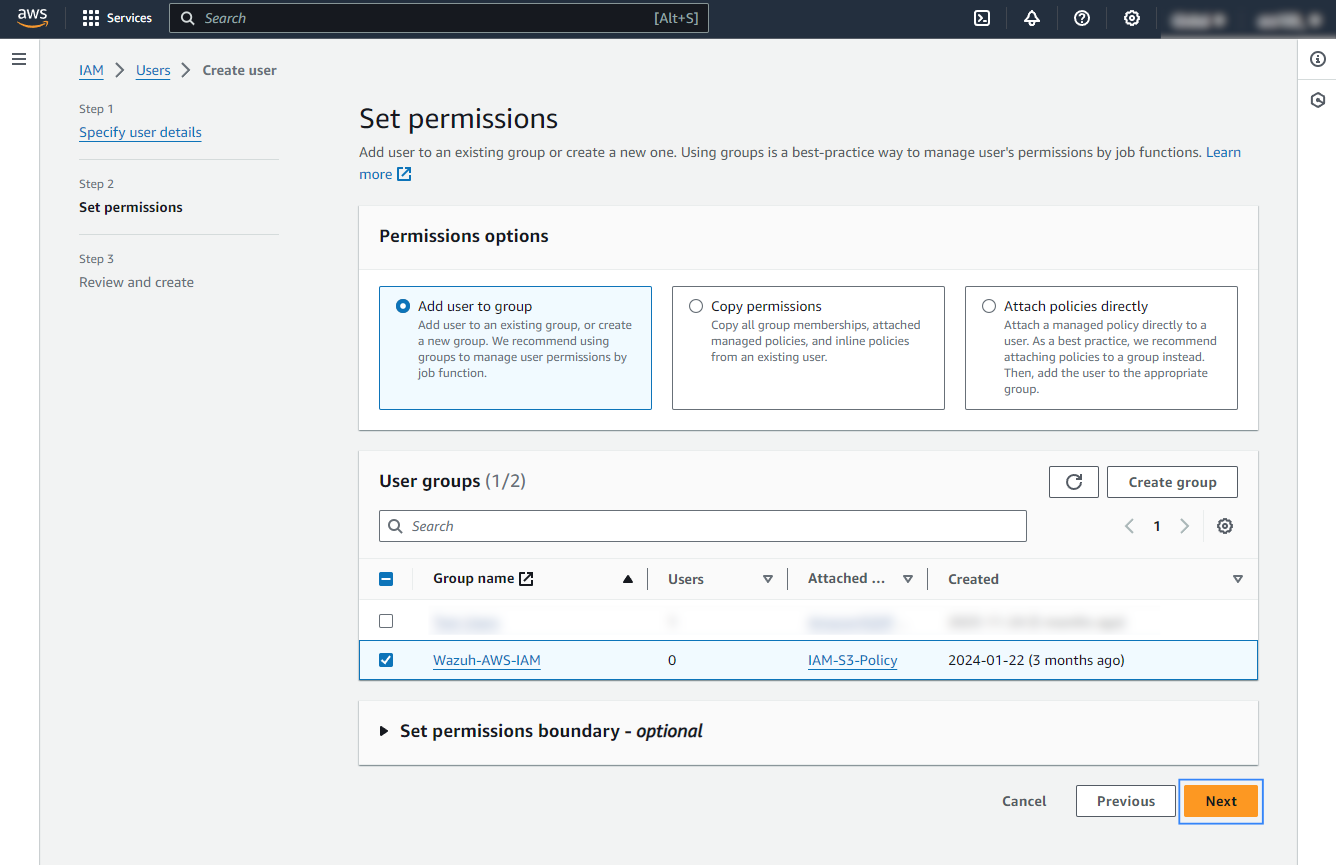 aws
Services
Search
[Alt+S]
IAM
Users
Create user
Step 1
Specify user details
Step 2
Set permissions
Step 3
Review and create
Set permissions
Add user to an existing group or create a new one. Using groups is a best-practice way to manage user's permissions by job functions. Learn
more
Permissions options
Add user to group
Add user to an existing group, or create
a new group. We recommend using
groups to manage user permissions by
job function.
Copy permissions
Copy all group memberships, attached
managed policies, and inline policies
from an existing user.
Attach policies directly
Attach a managed policy directly to a
user. As a best practice, we recommend
attaching policies to a group instead.
Then, add the user to the appropriate
group.
User groups (1/2)
Create group
Search
1
Group name
Users
Attached ...
Created
Wazuh-AWS-IAM
0
IAM-S3-Policy
2024-01-22 (3 months ago)
Set permissions boundary - optional
Cancel
Previous
Next